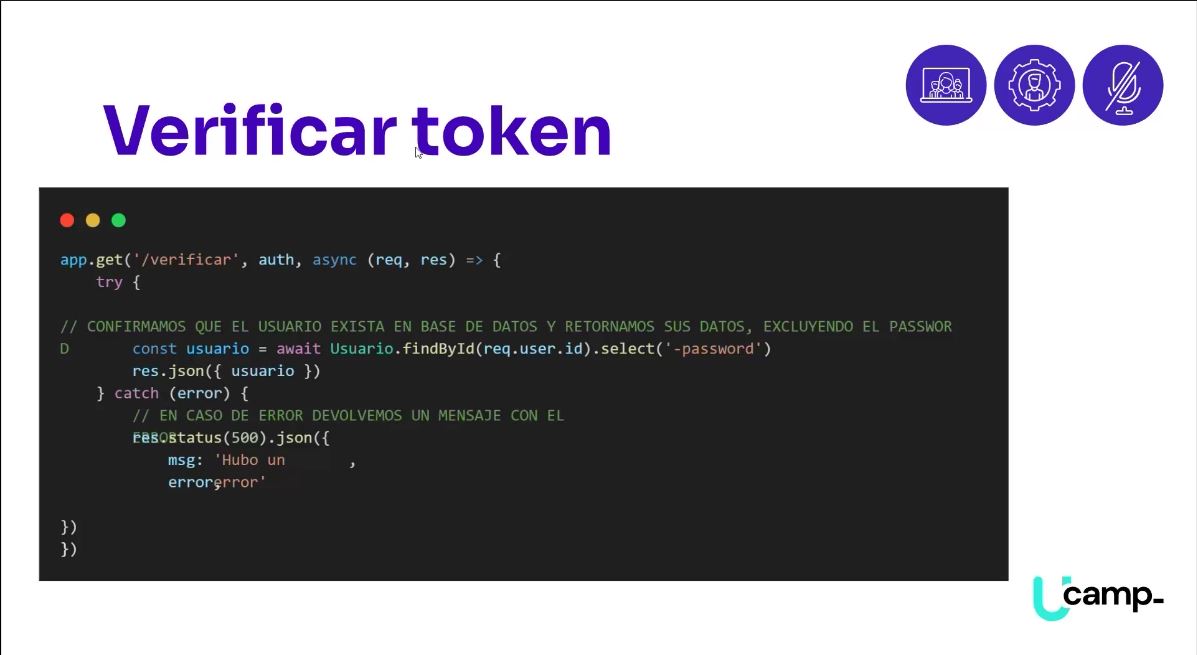 Verificar token
app.get('/verificar', auth, async (req, res) => {
try {
// CONFIRMAMOS QUE EL USUARIO EXISTA EN BASE DE DATOS Y RETORNAMOS SUS DATOS, EXCLUYENDO EL PASSWOR
D const usuario = await Usuario.findById(req.user.id).select('-password')
res.json({ usuario })
} catch (error) {
// EN CASO DE ERROR DEVOLVEMOS UN MENSAJE CON EL
ERROR
res.status(500).json({
msg: 'Hubo un ,
error,error'
})
})
Ucamp